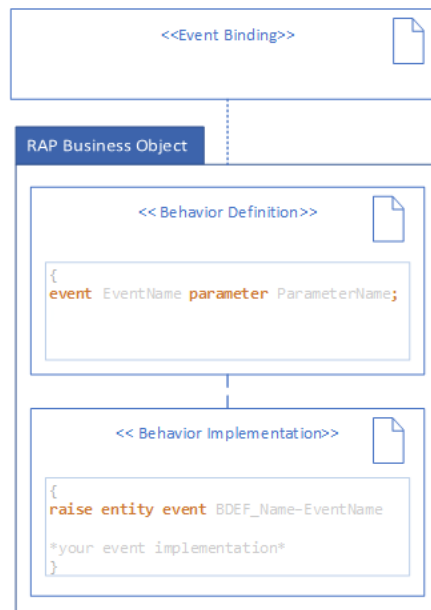 <<Event Binding>>
RAP Business Object
<< Behavior Definition>>
{
event EventName parameter ParameterName;
<< Behavior Implementation>>
{
raise entity event BDEF_Name–EventName
*your event implementation*
}